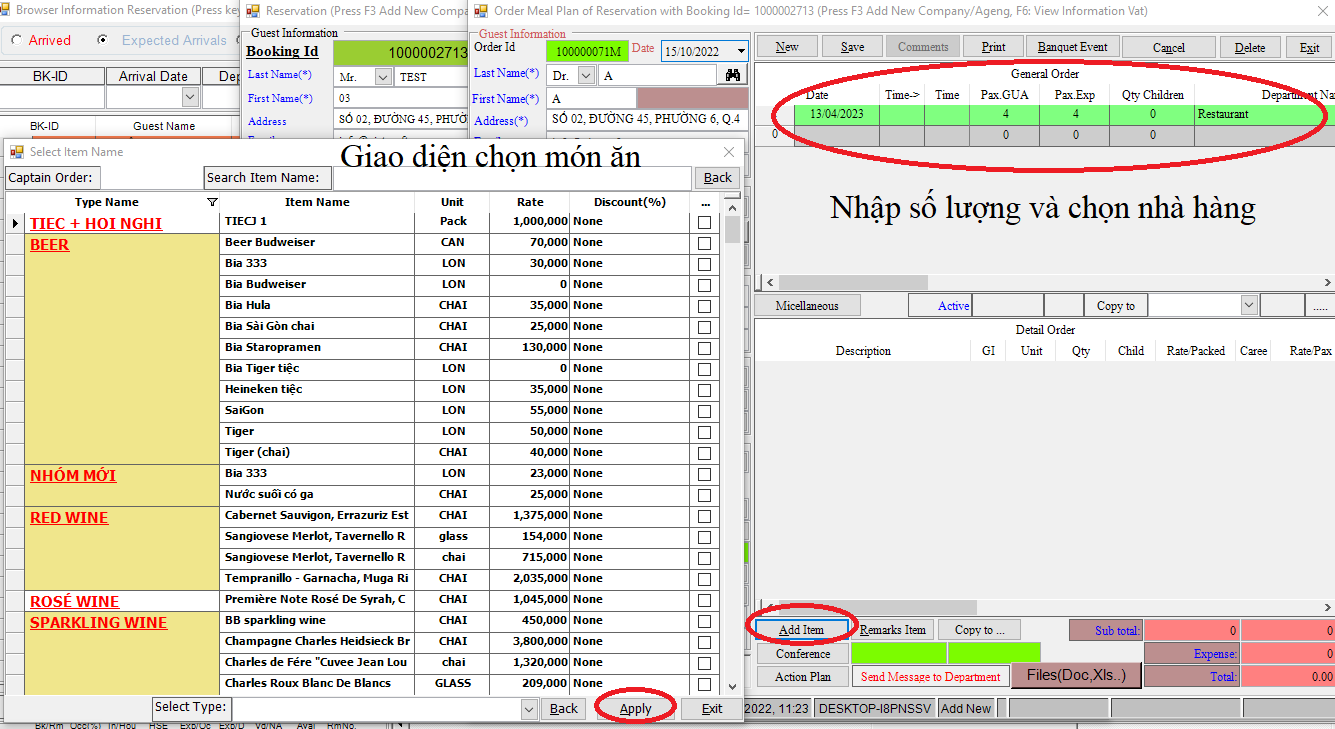 Browser Information Reservation (Press key
Reservation (Press F3 Add New Compa
Order Meal Plan of Reservation with Booking Id= 1000002713 (Press F3 Add New Company/Ageng, F6: View Information Vat)
Arrived Expected Arrivals
BK-ID Arrival Date
BK-ID Guest Name
Guest Information
Booking Id 1000002713
Last Name(*) Mr. TEST
First Name(*) 03
Address SỐ 02, ĐƯỜNG 45, PHƯỜNG
Guest Information
Order Id 100000071M Date 15/10/2022
Last Name(*) Dr. A
First Name(*) A
Address(*) SỐ 02, ĐƯỜNG 45, PHƯỜNG 6, Q.4
New Save Comments Print Banquet Event Cancel Delete Exit
General Order
Date Time-> Time Pax.GUA Pax.Exp Qty Children Department Na
13/04/2023 4 4 0 Restaurant
0 0 0 0
Nhập số lượng và chọn nhà hàng
Micellaneous Active Copy to .....
Detail Order
Description GI Unit Qty Child Rate/Packed Caree Rate/Pax
Add Item Remarks Item Copy to ... Sub total: 0 0
Conference Expense: 0
Action Plan Send Message to Department Files(Doc,Xls..) Total: 0.00
2022, 11:23 DESKTOP-I8PNSSV Add New
Select Item Name
Giao diện chọn món ăn
Captain Order: Search Item Name: Back
Type Name Item Name Unit Rate Discount(%) ...
TIEC + HOI NGHI TIECJ 1 Pack 1,000,000 None
BEER Beer Budweiser CAN 70,000 None
Bia 333 LON 30,000 None
Bia Budweiser LON 0 None
Bia Hula CHAI 35,000 None
Bia Sài Gòn chai CHAI 25,000 None
Bia Staropramen CHAI 130,000 None
Bia Tiger tiệc LON 0 None
Heineken tiệc LON 35,000 None
SaiGon LON 55,000 None
Tiger LON 50,000 None
Tiger (chai) CHAI 40,000 None
NHÓM MỚI Bia 333 LON 23,000 None
Nước suối có ga CHAI 25,000 None
RED WINE Cabernet Sauvigon, Errazuriz Est CHAI 1,375,000 None
Sangiovese Merlot, Tavernello R glass 154,000 None
Sangiovese Merlot, Tavernello R chai 715,000 None
Tempranillo - Garnacha, Muga Ri CHAI 2,035,000 None
ROSÉ WINE Première Note Rosé De Syrah, C CHAI 1,045,000 None
SPARKLING WINE BB sparkling wine CHAI 450,000 None
Champagne Charles Heidsieck Br CHAI 3,800,000 None
Charles de Fére "Cuvee Jean Lou chai 1,320,000 None
Charles Roux Blanc De Blancs GLASS 209,000 None
Select Type: Back Apply Exit